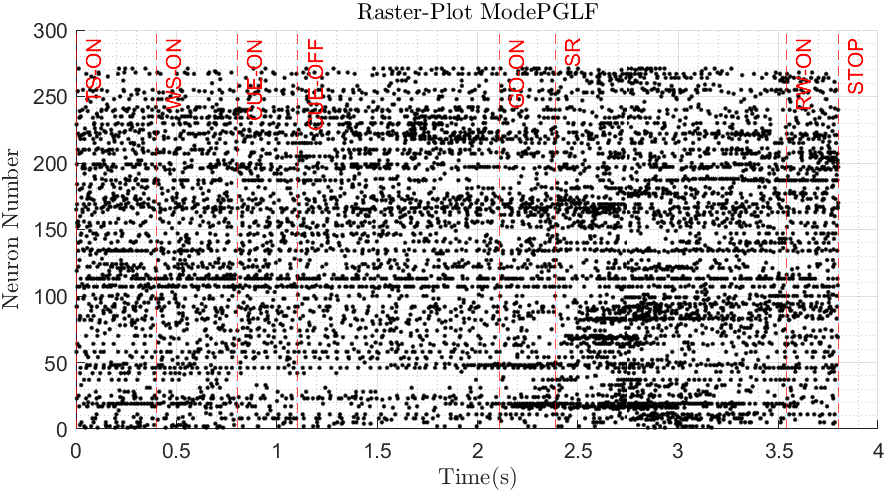 Raster-Plot ModePGLF
300
250
200
150
100
50
0
Neuron Number
TS-ON
WS-ON
CUE-ON
CUE-OFF
GO-ON
SR
RW-ON
STOP
0 0.5 1 1.5 2 2.5 3 3.5 4
Time(s)